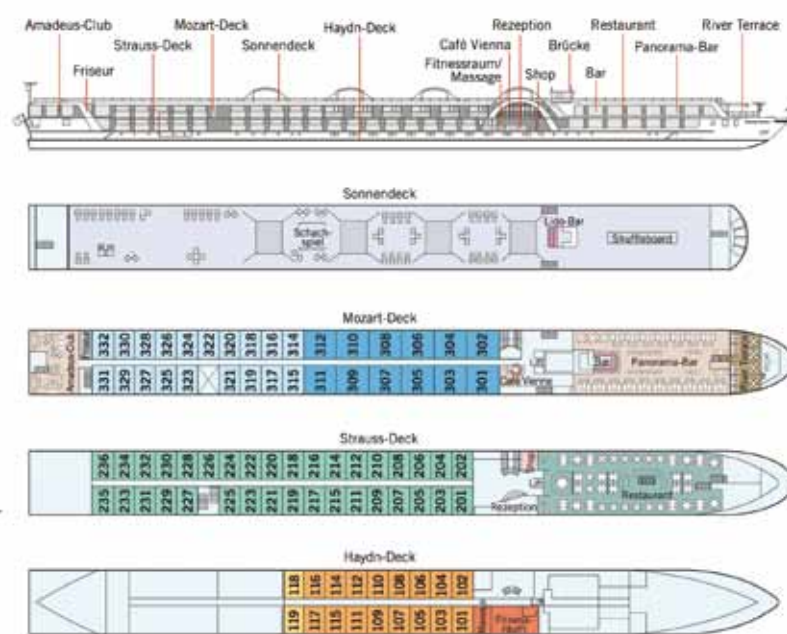 Amadeus-Club
Mozart-Deck
Haydn-Deck
Rezeption
Restaurant
River Terrace
Strauss-Deck
Sonnendeck
Café Vienna
Brücke
Panorama-Bar
Friseur
Fitnessraum/
Massage
Shop
Bar
Sonnendeck
Schach-
spiel
Lido-Bar
Shuffleboard
Mozart-Deck
Amadeus-Club
Friseur
332 330 328 326 324 322 320 318 316 314 312 310 308 306 304 302
331 329 327 325 323 321 319 317 315 311 309 307 305 303 301
Lift
Café Vienna
Bar
Panorama-Bar
Strauss-Deck
236 234 232 230 228 226 224 222 220 218 216 214 212 210 208 206 204 202
235 233 231 229 227 225 223 221 219 217 215 211 209 207 205 203 201
Shop
Lift
Rezeption
Restaurant
Haydn-Deck
118 116 114 112 110 108 106 104 102
119 117 115 111 109 107 105 103 101